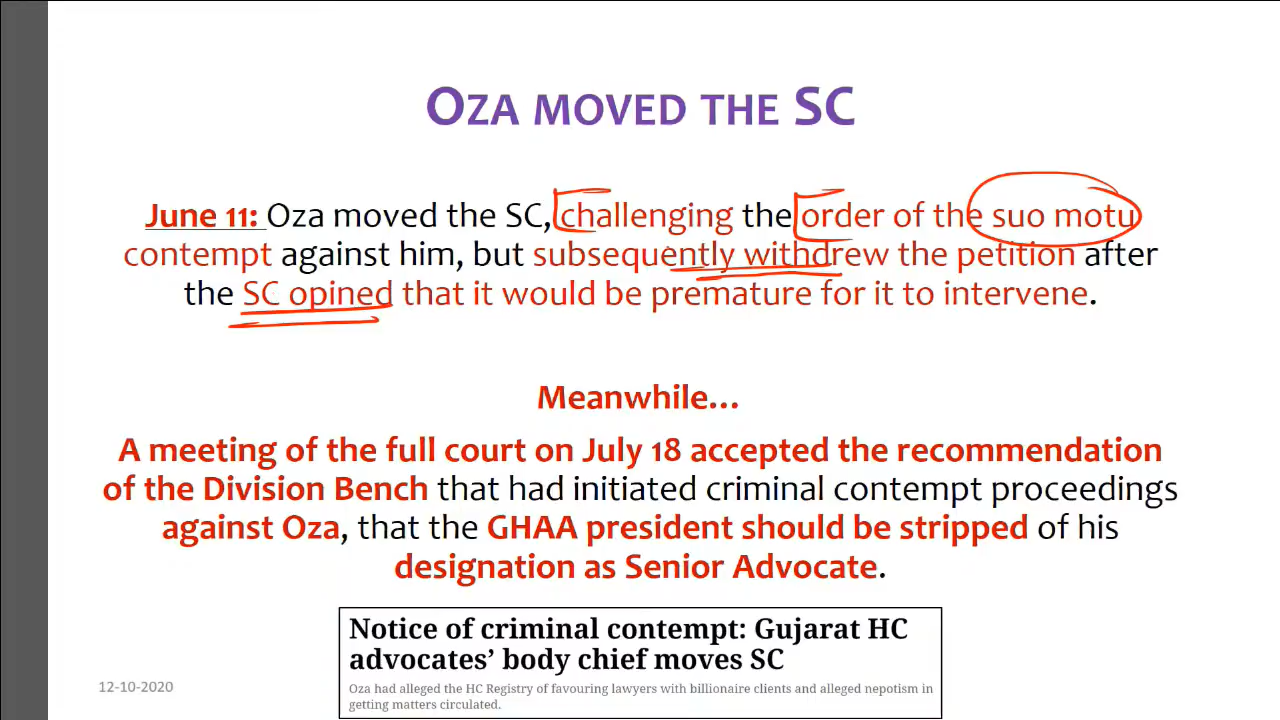 OZA MOVED THE SC
June 11: Oza moved the SC, challenging the order of the suo motu
contempt against him, but subsequently withdrew the petition after
the SC opined that it would be premature for it to intervene.
Meanwhile...
A meeting of the full court on July 18 accepted the recommendation
of the Division Bench that had initiated criminal contempt proceedings
against Oza, that the GHAA president should be stripped of his
designation as Senior Advocate.
Notice of criminal contempt: Gujarat HC
advocates’ body chief moves SC
Oza had alleged the HC Registry of favouring lawyers with billionaire clients and alleged nepotism in
getting matters circulated.
12-10-2020